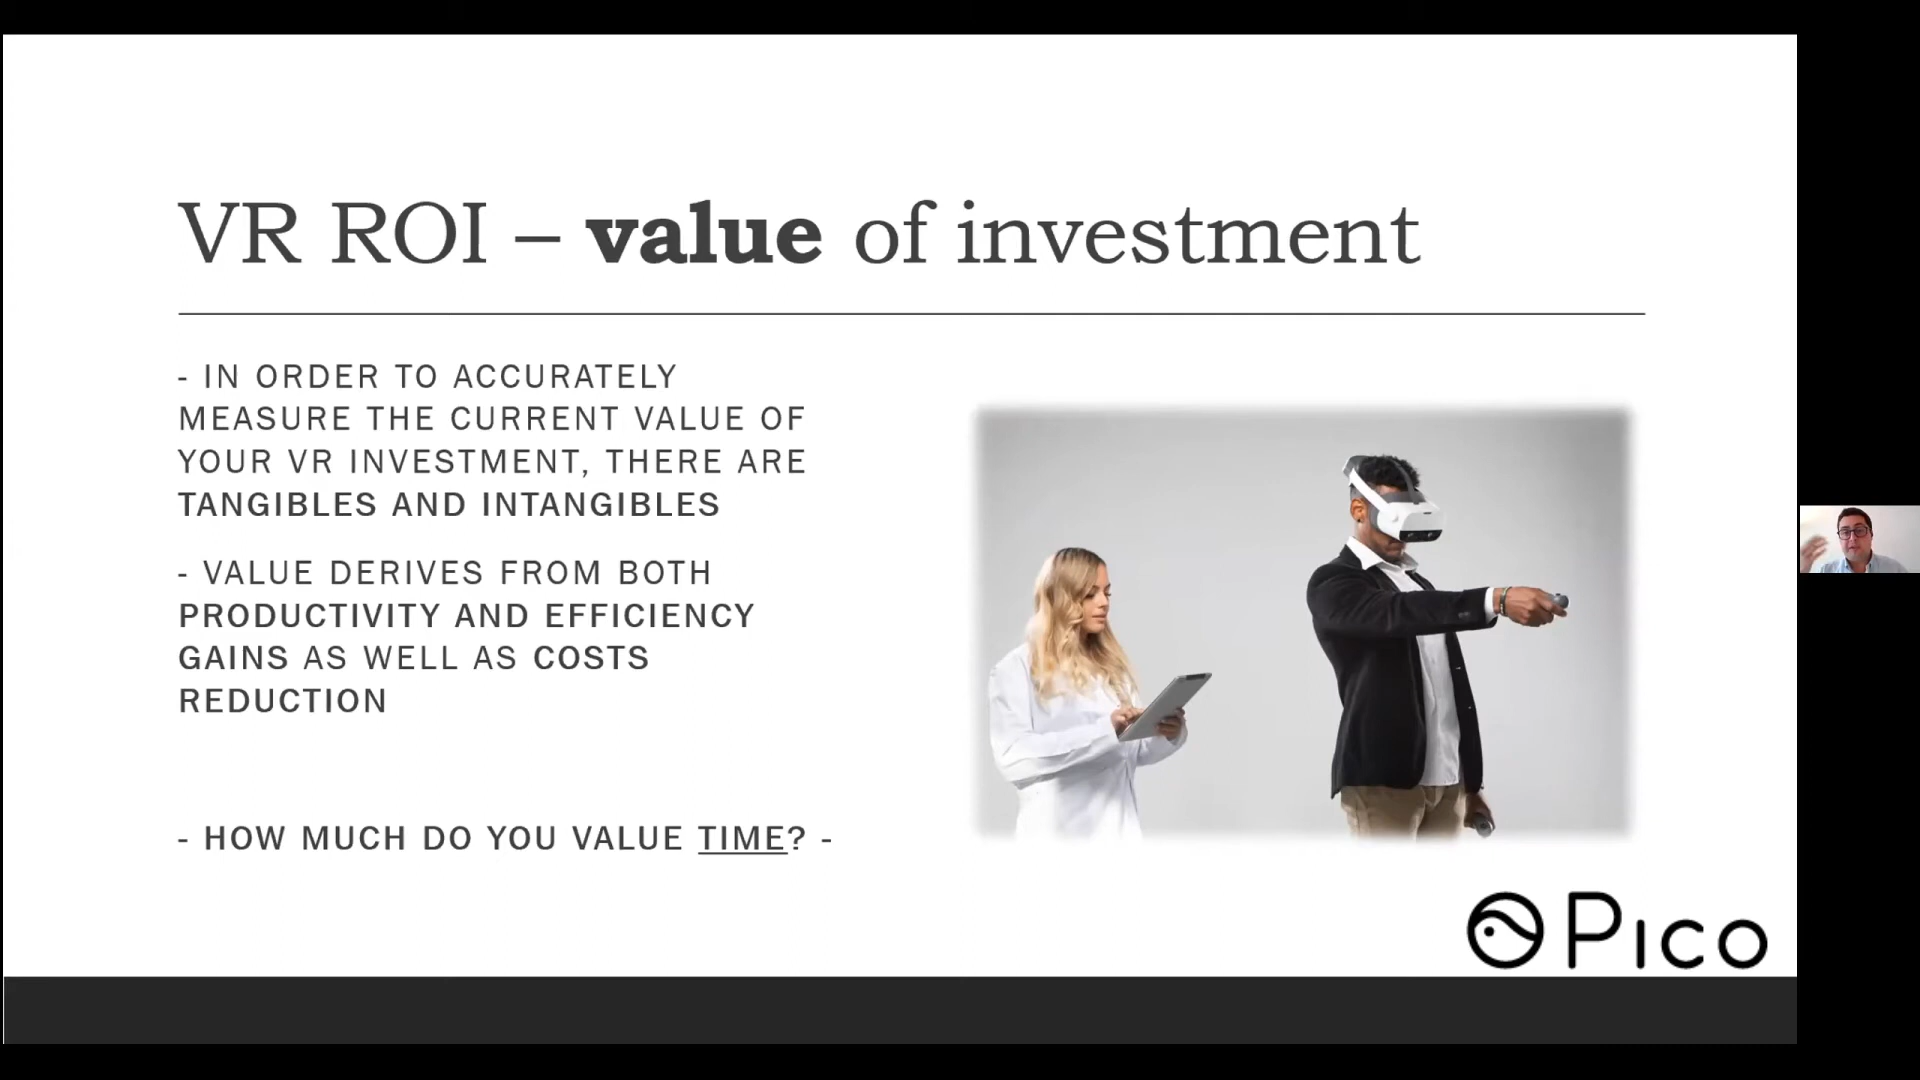 VR ROI – value of investment
- IN ORDER TO ACCURATELY
MEASURE THE CURRENT VALUE OF
YOUR VR INVESTMENT, THERE ARE
TANGIBLES AND INTANGIBLES
- VALUE DERIVES FROM BOTH
PRODUCTIVITY AND EFFICIENCY
GAINS AS WELL AS COSTS
REDUCTION
- HOW MUCH DO YOU VALUE TIME? -
Pico